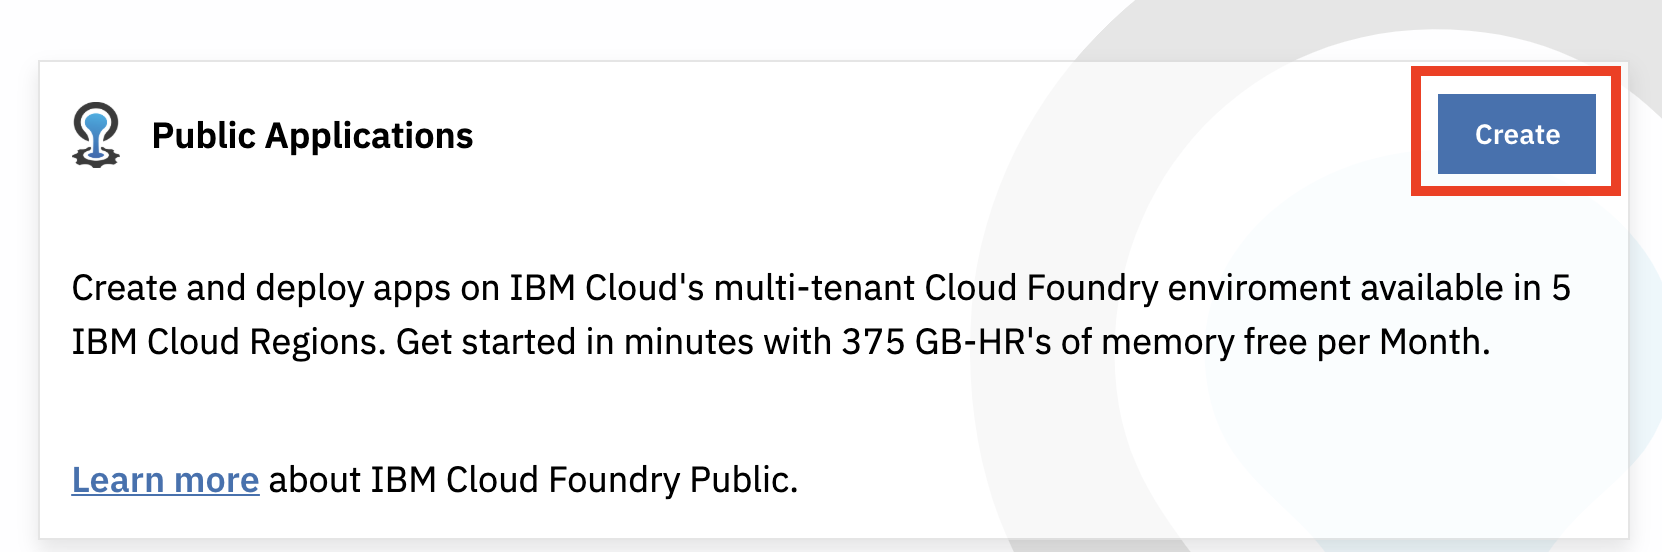 Public Applications
Create
Create and deploy apps on IBM Cloud's multi-tenant Cloud Foundry enviroment available in 5
IBM Cloud Regions. Get started in minutes with 375 GB-HR's of memory free per Month.
Learn more about IBM Cloud Foundry Public.